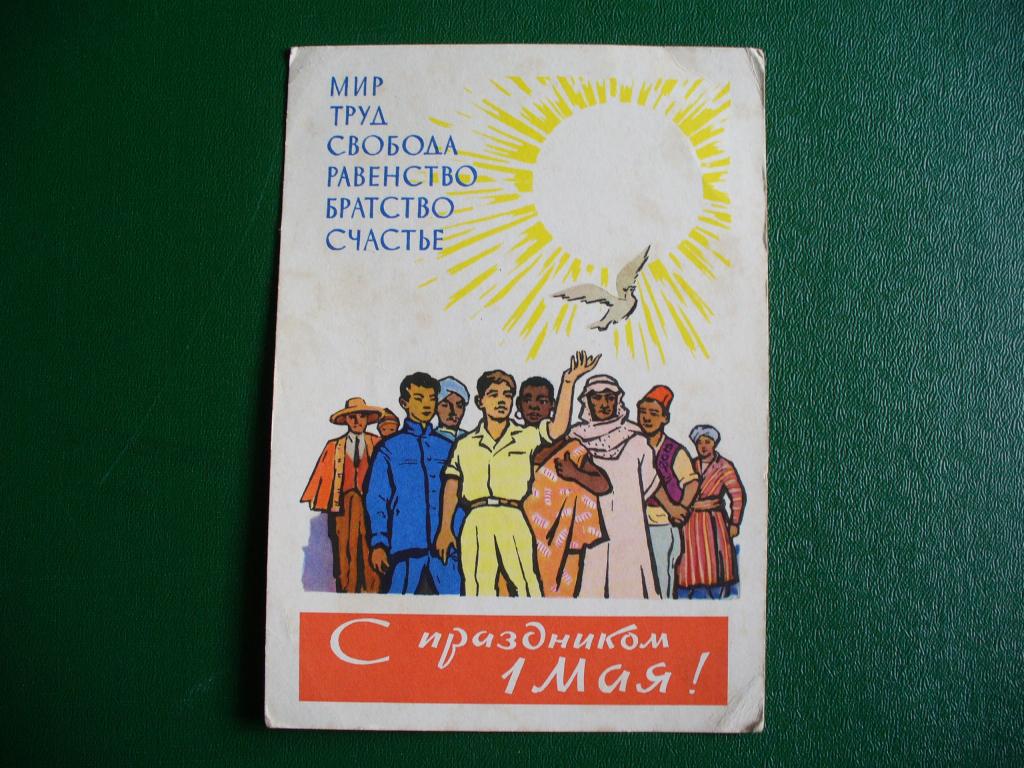 МИР
ТРУД
СВОБОДА
РАВЕНСТВО
БРАТСТВО
СЧАСТЬЕ
С праздником
1 Мая!